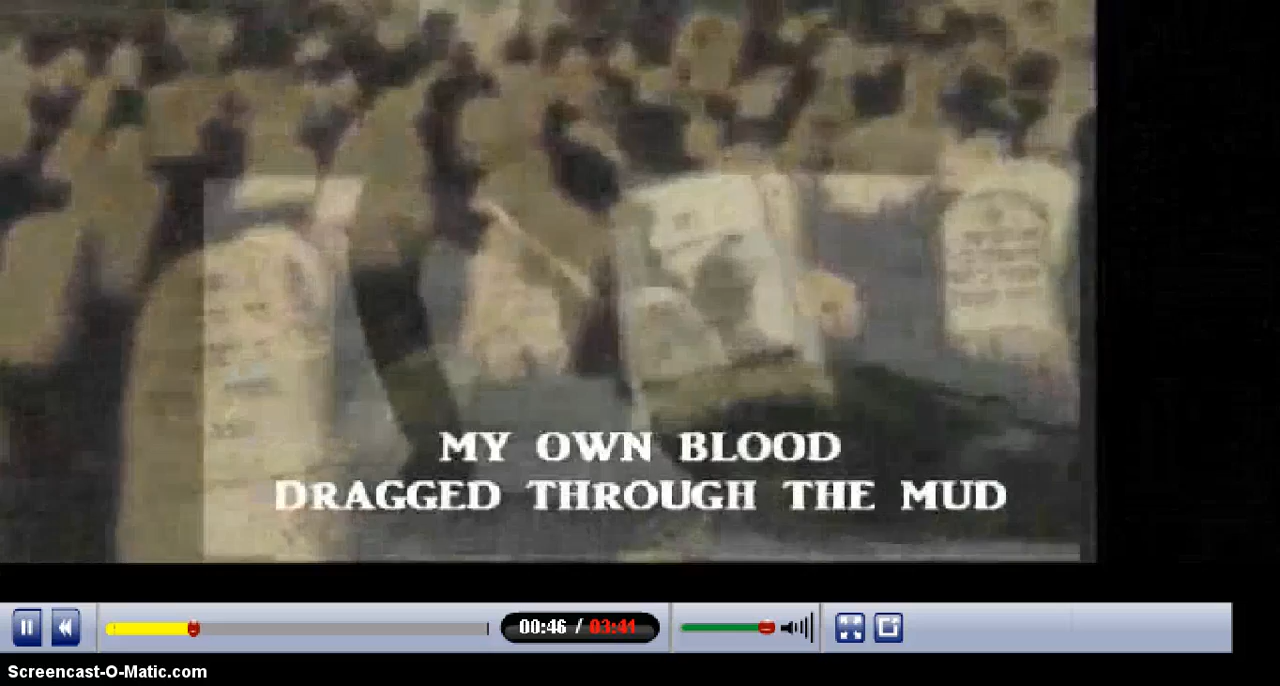 MY OWN BLOOD
DRAGGED THROUGH THE MUD
00:46 / 03:41
Screencast-O-Matic.com